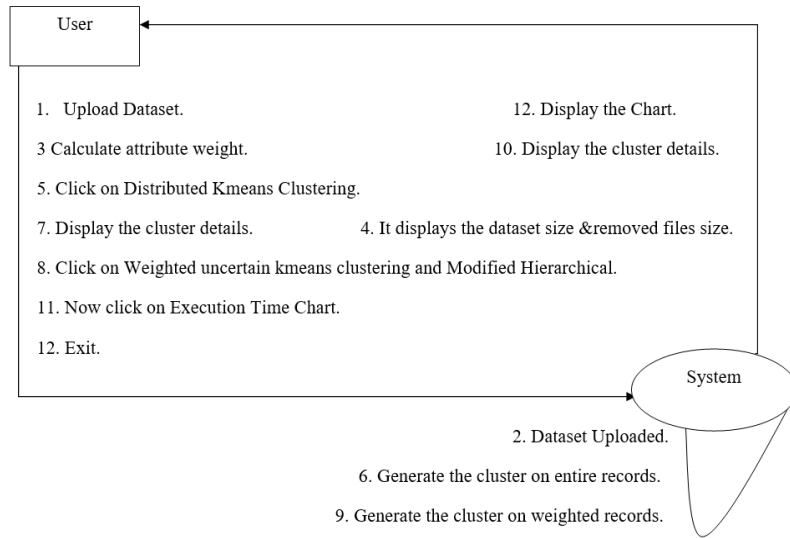 User
1. Upload Dataset.
12. Display the Chart.
3 Calculate attribute weight.
10. Display the cluster details.
5. Click on Distributed Kmeans Clustering.
7. Display the cluster details.
4. It displays the dataset size &removed files size.
8. Click on Weighted uncertain kmeans clustering and Modified Hierarchical.
11. Now click on Execution Time Chart.
12. Exit.
System
2. Dataset Uploaded.
6. Generate the cluster on entire records.
9. Generate the cluster on weighted records.